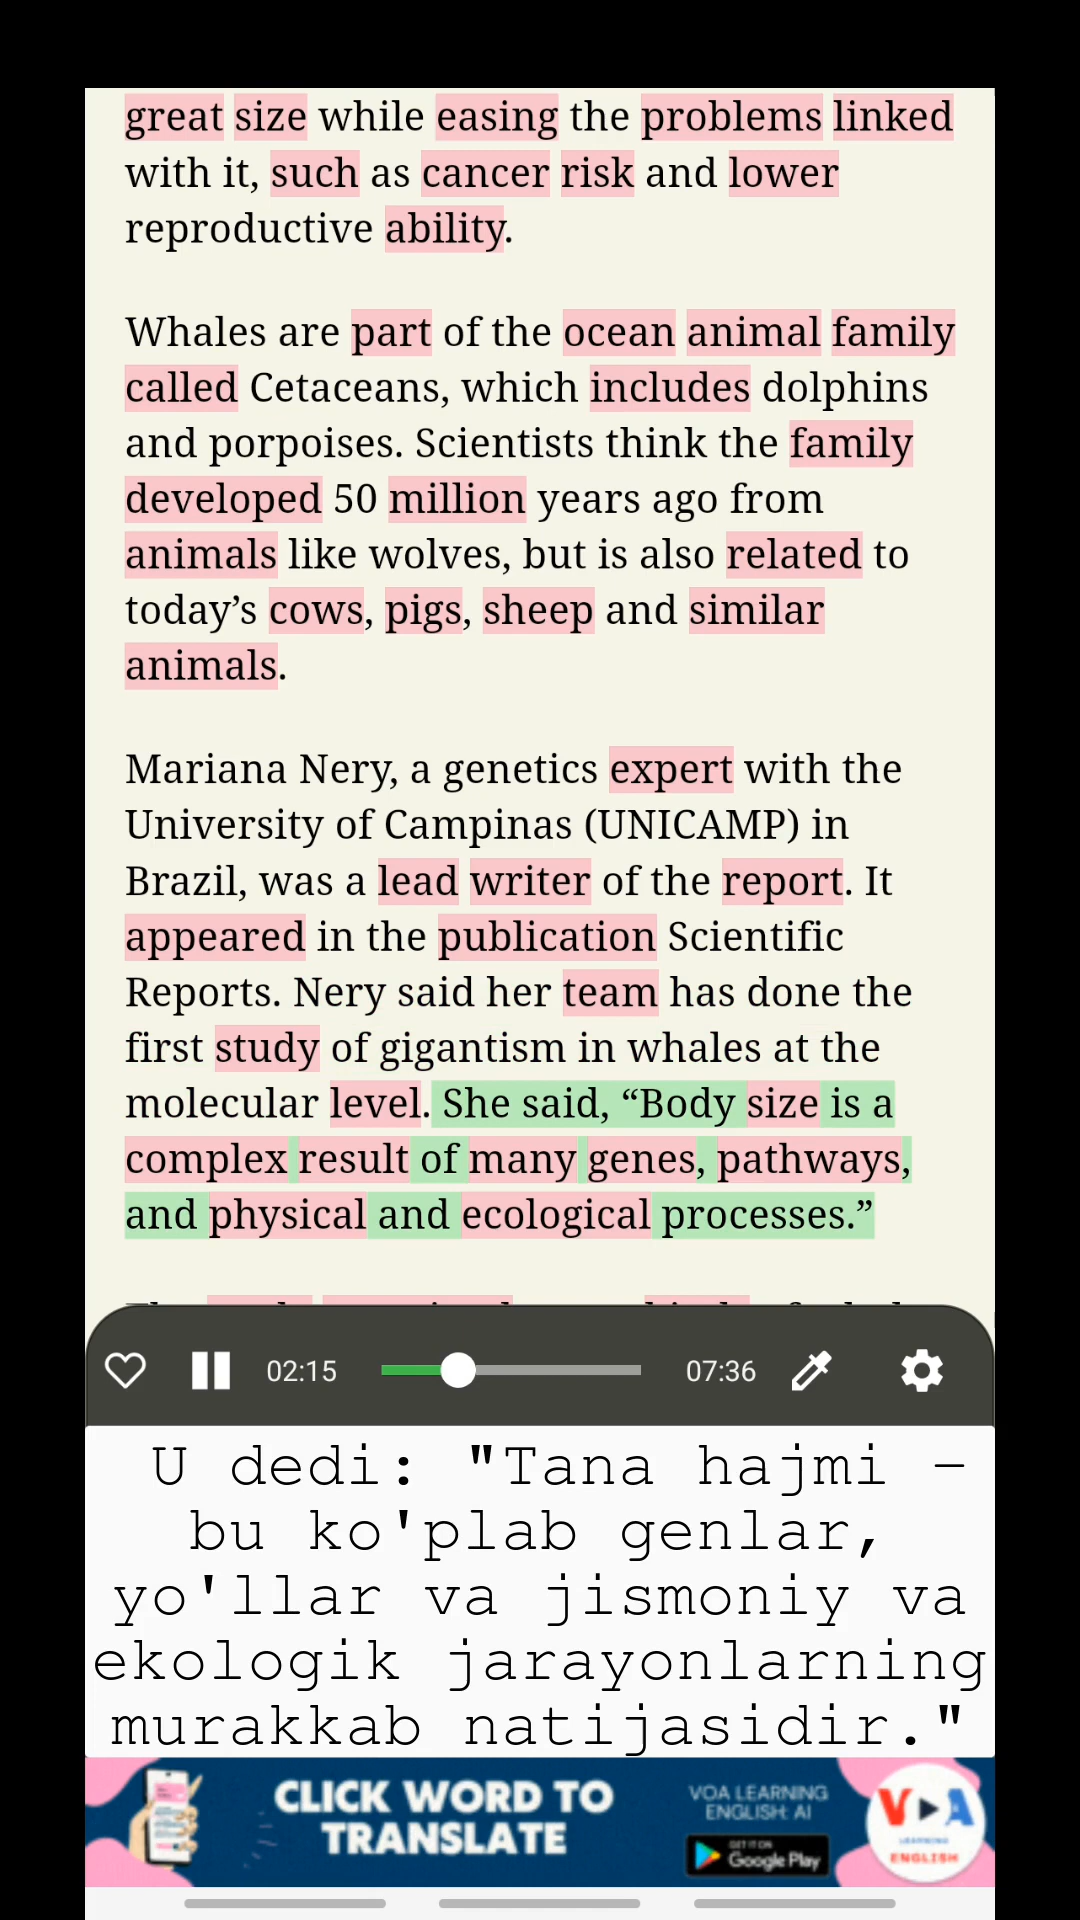 great size while easing the problems linked
with it, such as cancer risk and lower
reproductive ability.
Whales are part of the ocean animal family
called Cetaceans, which includes dolphins
and porpoises. Scientists think the family
developed 50 million years ago from
animals like wolves, but is also related to
today’s cows, pigs, sheep and similar
animals.
Mariana Nery, a genetics expert with the
University of Campinas (UNICAMP) in
Brazil, was a lead writer of the report. It
appeared in the publication Scientific
Reports. Nery said her team has done the
first study of gigantism in whales at the
molecular level. She said, “Body size is a
complex result of many genes, pathways,
and physical and ecological processes.”
02:15 07:36
U dedi: "Tana hajmi –
bu ko'plab genlar,
yo'llar va jismoniy va
ekologik jarayonlarning
murakkab natijasidir."
CLICK WORD TO
TRANSLATE
VOA LEARNING
ENGLISH: AI
GET IT ON
Google Play
VOA
LEARNING
ENGLISH